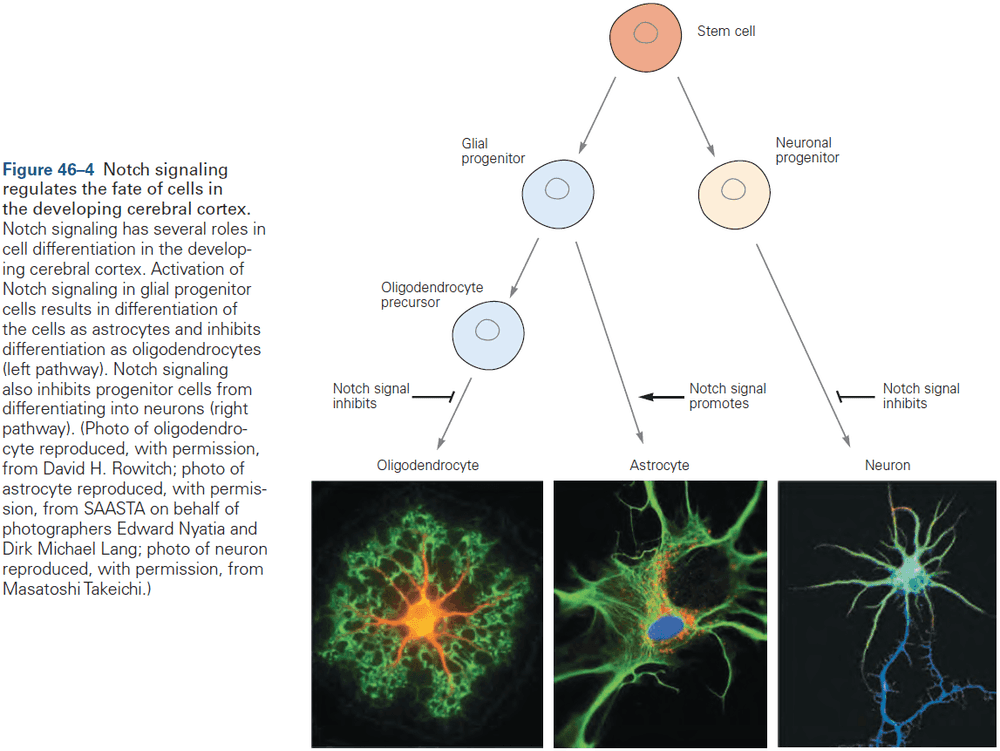 Figure 46–4 Notch signaling
regulates the fate of cells in
the developing cerebral cortex.
Notch signaling has several roles in
cell differentiation in the develop-
ing cerebral cortex. Activation of
Notch signaling in glial progenitor
cells results in differentiation of
the cells as astrocytes and inhibits
differentiation as oligodendrocytes
(left pathway). Notch signaling
also inhibits progenitor cells from
differentiating into neurons (right
pathway). (Photo of oligodendro-
cyte reproduced, with permission,
from David H. Rowitch; photo of
astrocyte reproduced, with permis-
sion, from SAASTA on behalf of
photographers Edward Nyatia and
Dirk Michael Lang; photo of neuron
reproduced, with permission, from
Masatoshi Takeichi.)
Stem cell
Glial
progenitor
Neuronal
progenitor
Oligodendrocyte
precursor
Notch signal
inhibits
Notch signal
promotes
Notch signal
inhibits
Oligodendrocyte
Astrocyte
Neuron